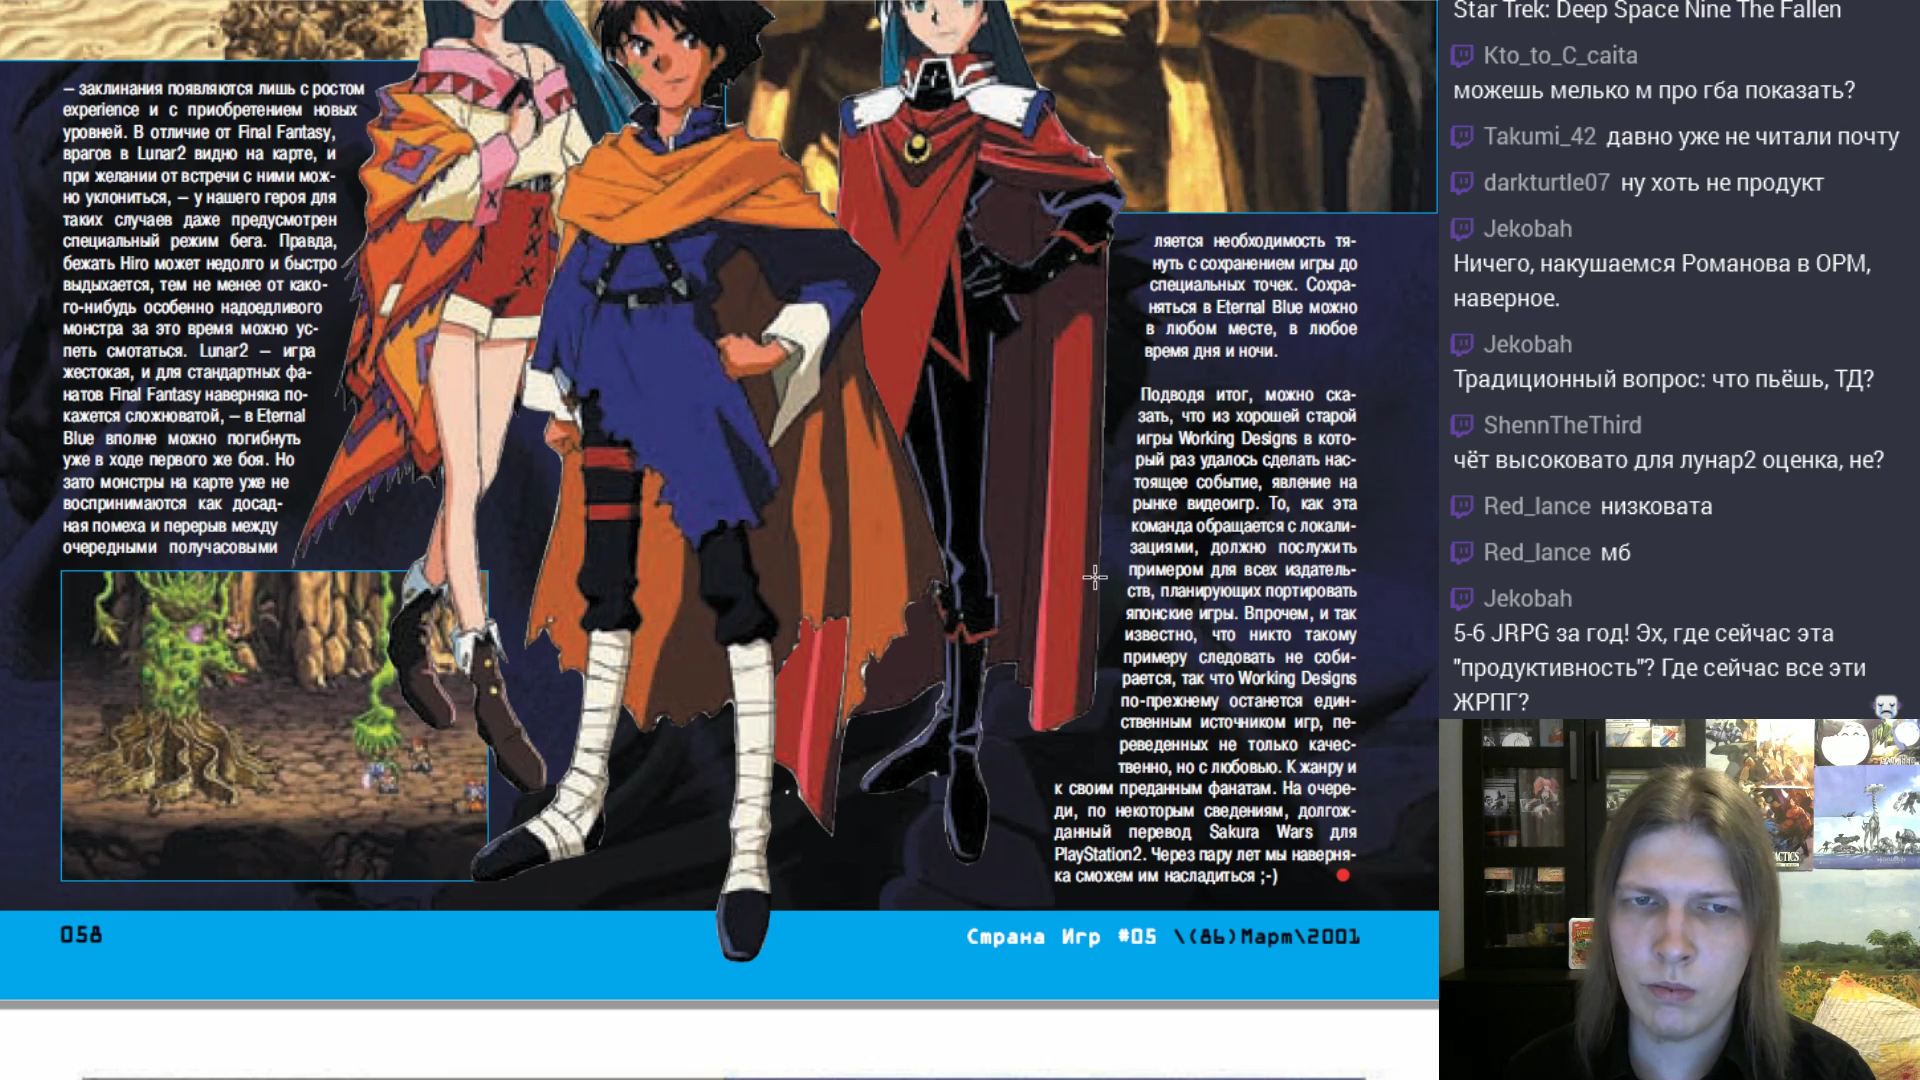 — заклинания появляются лишь с ростом
experience и с приобретением новых
уровней. В отличие от Final Fantasy,
врагов в Lunar2 видно на карте, и
при желании от встречи с ними мож-
но уклониться, — у нашего героя для
таких случаев даже предусмотрен
специальный режим бега. Правда,
бежать Hiro может недолго и быстро
выдыхается, тем не менее от како-
го-нибудь особенно надоедливого
монстра за это время можно ус-
петь смотаться. Lunar2 — игра
жестокая, и для стандартных фа-
натов Final Fantasy наверняка по-
кажется сложноватой, — в Eternal
Blue вполне можно погибнуть
уже в ходе первого же боя. Но
зато монстры на карте уже не
воспринимаются как досад-
ная помеха и перерыв между
очередными получасовыми
ляется необходимость тя-
нуть с сохранением игры до
специальных точек. Сохра-
няться в Eternal Blue можно
в любом месте, в любое
время дня и ночи.
Подводя итог, можно ска-
зать, что из хорошей старой
игры Working Designs в кото-
рый раз удалось сделать нас-
тоящее событие, явление на
рынке видеоигр. То, как эта
команда обращается с локали-
зациями, должно послужить
примером для всех издатель-
ств, планирующих портировать
японские игры. Впрочем, и так
известно, что никто такому
примеру следовать не соби-
рается, так что Working Designs
по-прежнему останется един-
ственным источником игр, пе-
реведенных не только качес-
твенно, но с любовью. К жанру и
к своим преданным фанатам. На очере-
ди, по некоторым сведениям, долгож-
данный перевод Sakura Wars для
PlayStation2. Через пару лет мы наверня-
ка сможем им насладиться ;-)
058
Страна Игр #05 \(86)Март\2001
Star Trek: Deep Space Nine The Fallen
Kto_to_C_caita
можешь мелько м про гба показать?
Takumi_42 давно уже не читали почту
darkturtle07 ну хоть не продукт
Jekobah
Ничего, накушаемся Романова в ОРМ,
наверное.
Jekobah
Традиционный вопрос: что пьёшь, ТД?
ShennTheThird
чёт высоковато для лунар2 оценка, не?
Red_lance низковата
Red_lance мб
Jekobah
5-6 JRPG за год! Эх, где сейчас эта
"продуктивность"? Где сейчас все эти
ЖРПГ?